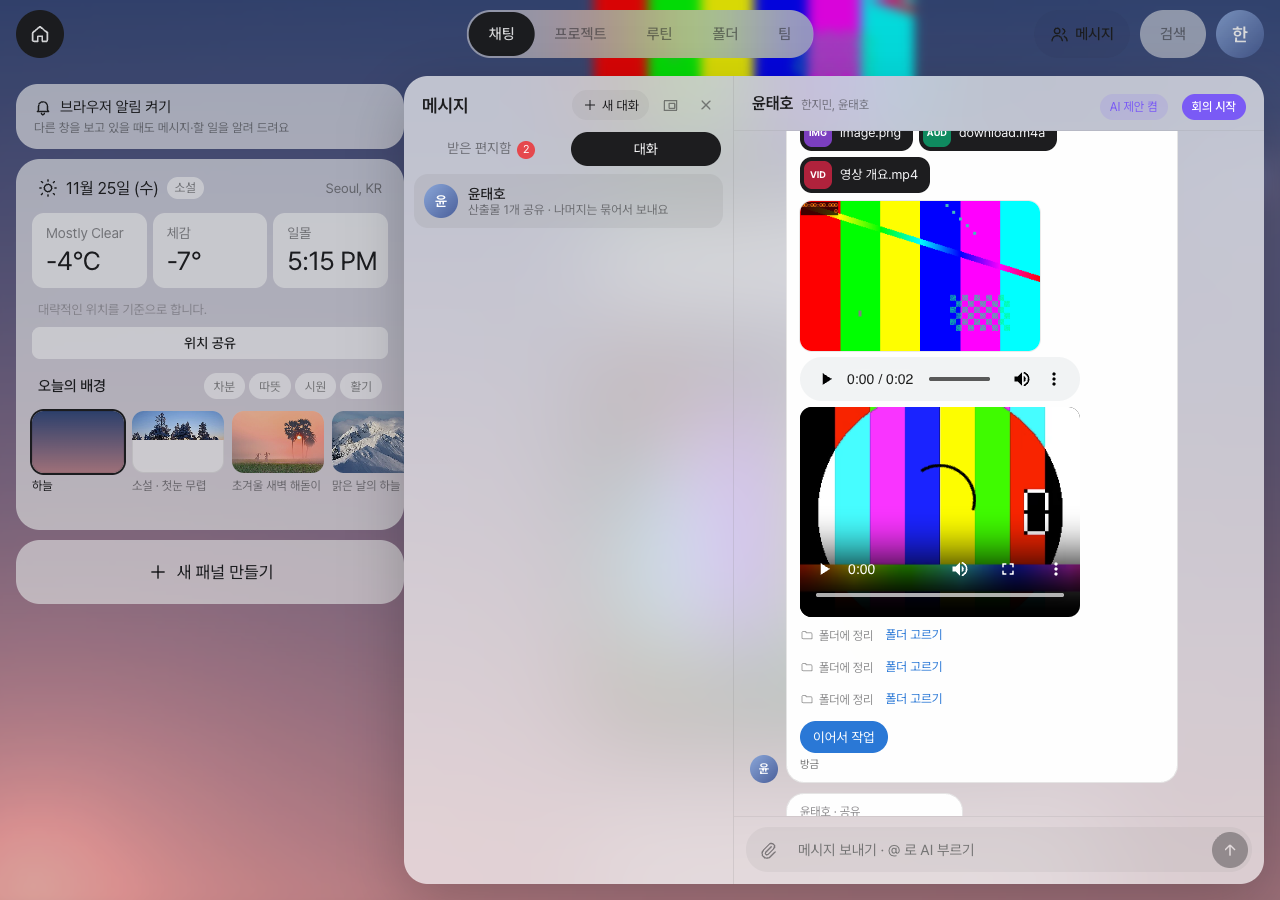 채팅
프로젝트
루틴
폴더
팀
메시지
검색
한
브라우저 알림 켜기
다른 창을 보고 있을 때도 메시지·할 일을 알려 드려요
11월 25일 (수)
소설
Seoul, KR
Mostly Clear
-4°C
체감
-7°
일몰
5:15 PM
대략적인 위치를 기준으로 합니다.
위치 공유
오늘의 배경
차분
따뜻
시원
활기
하늘
소설 · 첫눈 무렵
초겨울 새벽 해돋이
맑은 날의 하늘
새 패널 만들기
메시지
새 대화
받은 편지함 2
대화
윤
윤태호
산출물 1개 공유 · 나머지는 묶어서 보내요
윤태호 한지민, 윤태호
AI 제안 켬
회의 시작
IMG image.png
AUD download.m4a
VID 영상 개요.mp4
0:00 / 0:02
0:00
폴더에 정리 폴더 고르기
폴더에 정리 폴더 고르기
폴더에 정리 폴더 고르기
이어서 작업
방금
윤
윤태호 · 공유
메시지 보내기 · @ 로 AI 부르기